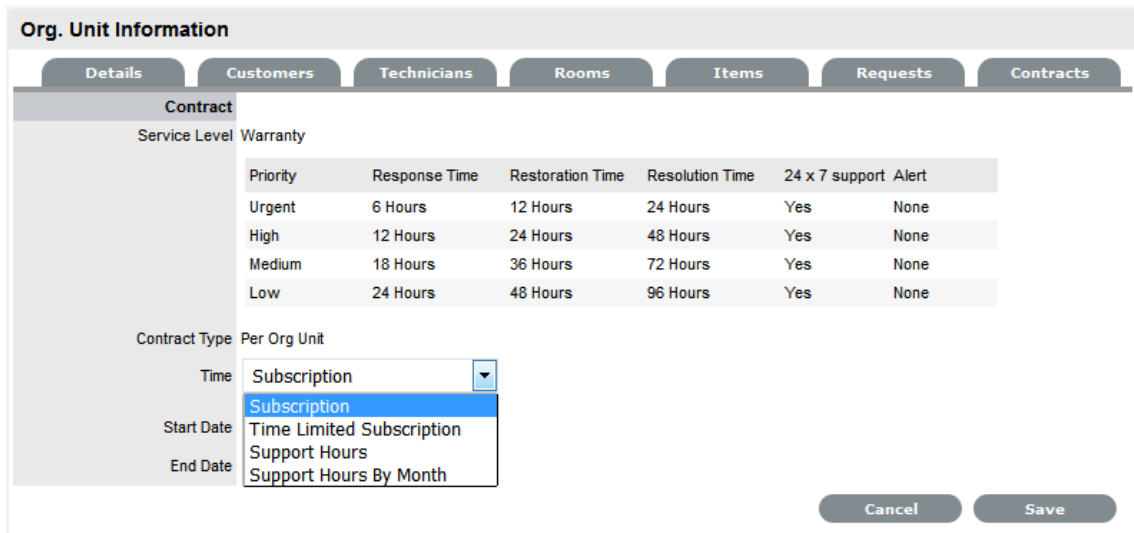 Org. Unit Information
Details Customers Technicians Rooms Items Requests Contracts
Contract
Service Level Warranty
Priority Response Time Restoration Time Resolution Time 24 x 7 support Alert
Urgent 6 Hours 12 Hours 24 Hours Yes None
High 12 Hours 24 Hours 48 Hours Yes None
Medium 18 Hours 36 Hours 72 Hours Yes None
Low 24 Hours 48 Hours 96 Hours Yes None
Contract Type Per Org Unit
Time Subscription
Subscription
Start Date Time Limited Subscription
Support Hours
End Date Support Hours By Month
Cancel Save